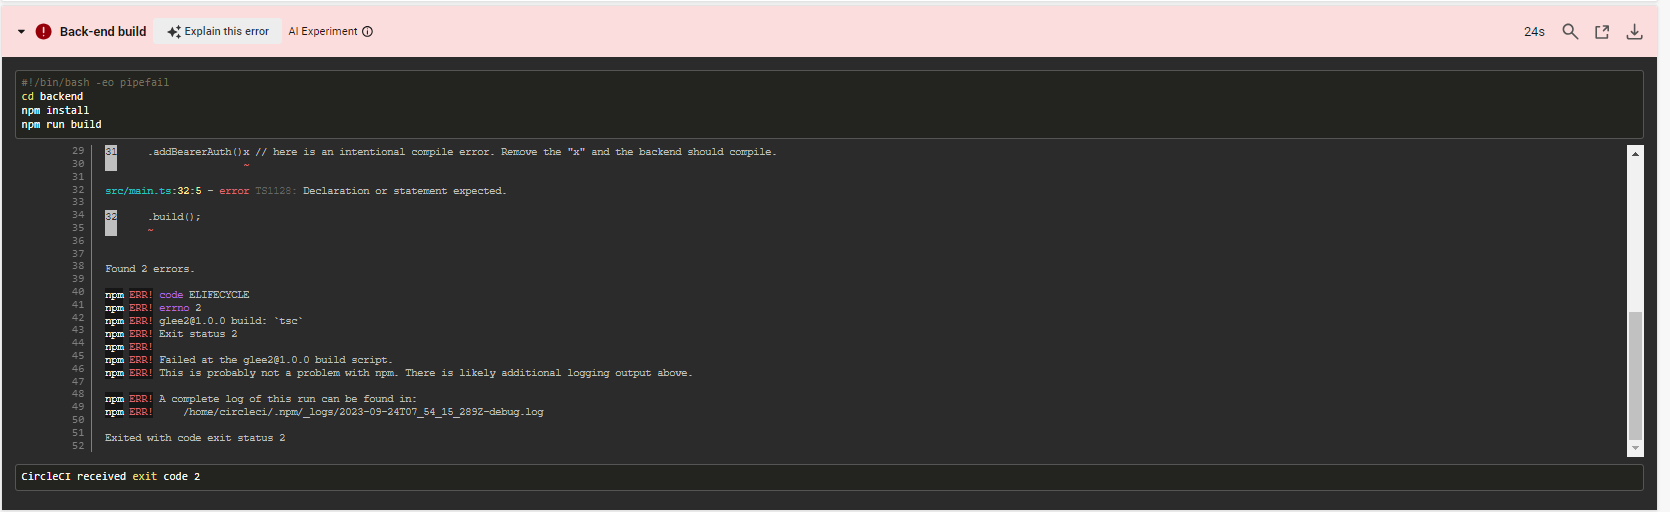 Back-end build Explain this error AI Experiment 24s
#!/bin/bash -eo pipefail
cd backend
npm install
npm run build
29 31 .addBearerAuth()x // here is an intentional compile error. Remove the "x" and the backend should compile.
30 ~
31
32 src/main.ts:32:5 - error TS1128: Declaration or statement expected.
33
34 32 .build();
35 ~
36
37
38 Found 2 errors.
39
40 npm ERR! code ELIFECYCLE
41 npm ERR! errno 2
42 npm ERR! glee2@1.0.0 build: `tsc`
43 npm ERR! Exit status 2
44 npm ERR!
45 npm ERR! Failed at the glee2@1.0.0 build script.
46 npm ERR! This is probably not a problem with npm. There is likely additional logging output above.
47
48 npm ERR! A complete log of this run can be found in:
49 npm ERR! /home/circleci/.npm/_logs/2023-09-24T07_54_15_289Z-debug.log
50
51 Exited with code exit status 2
52
CircleCI received exit code 2